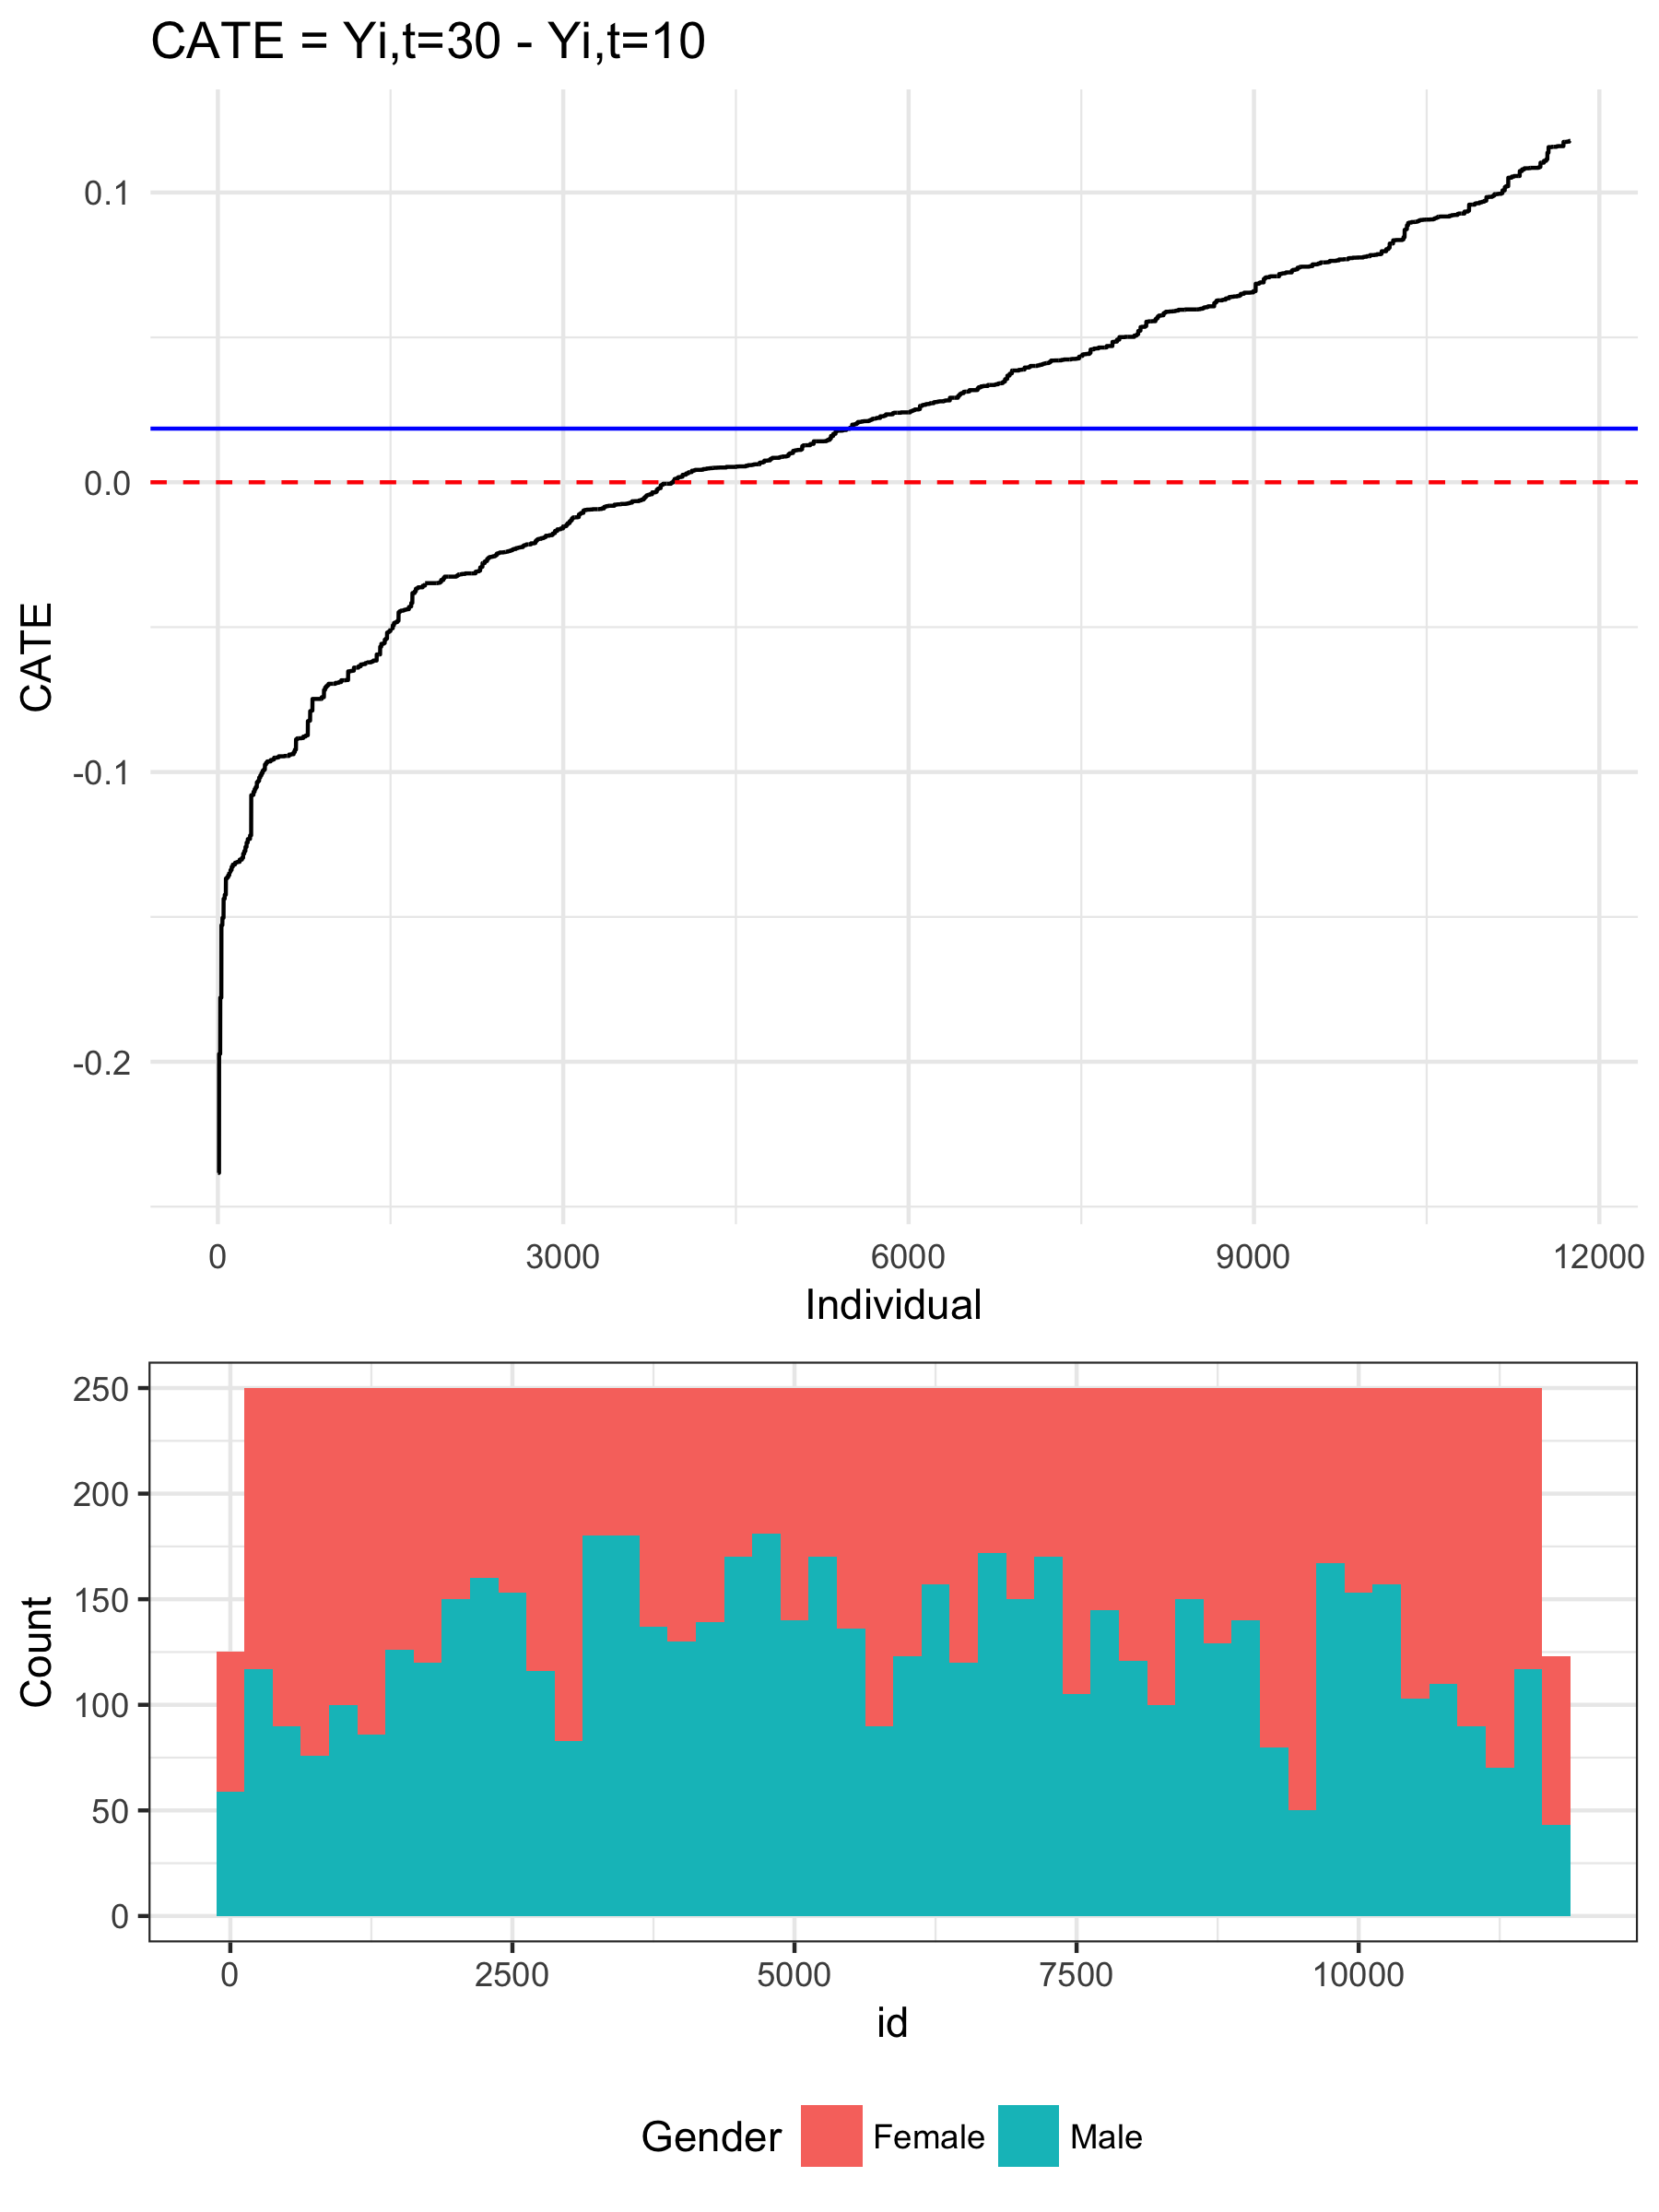 CATE = Yi,t=30 - Yi,t=10
0.1
0.0
-0.1
-0.2
CATE
0 3000 6000 9000 12000
Individual
250
200
150
100
50
0
Count
0 2500 5000 7500 10000
id
Gender Female Male